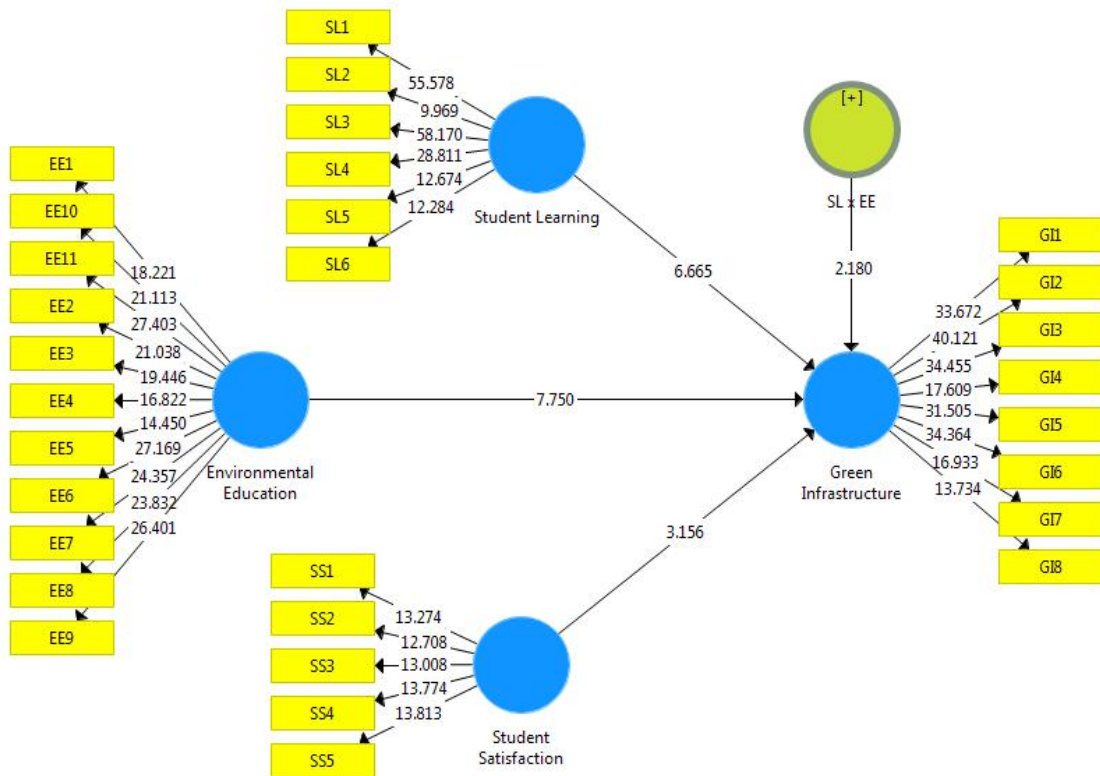 SL1
SL2
SL3
SL4
SL5
SL6
55.578
9.969
58.170
28.811
12.674
12.284
Student Learning
[+]
SL x EE
2.180
6.665
EE1
EE10
EE11
EE2
EE3
EE4
EE5
EE6
EE7
EE8
EE9
18.221
21.113
27.403
21.038
19.446
16.822
14.450
27.169
24.357
23.832
26.401
Environmental
Education
7.750
Green
Infrastructure
GI1
GI2
GI3
GI4
GI5
GI6
GI7
GI8
33.672
40.121
34.455
17.609
31.505
34.364
16.933
13.734
3.156
SS1
SS2
SS3
SS4
SS5
13.274
12.708
13.008
13.774
13.813
Student
Satisfaction